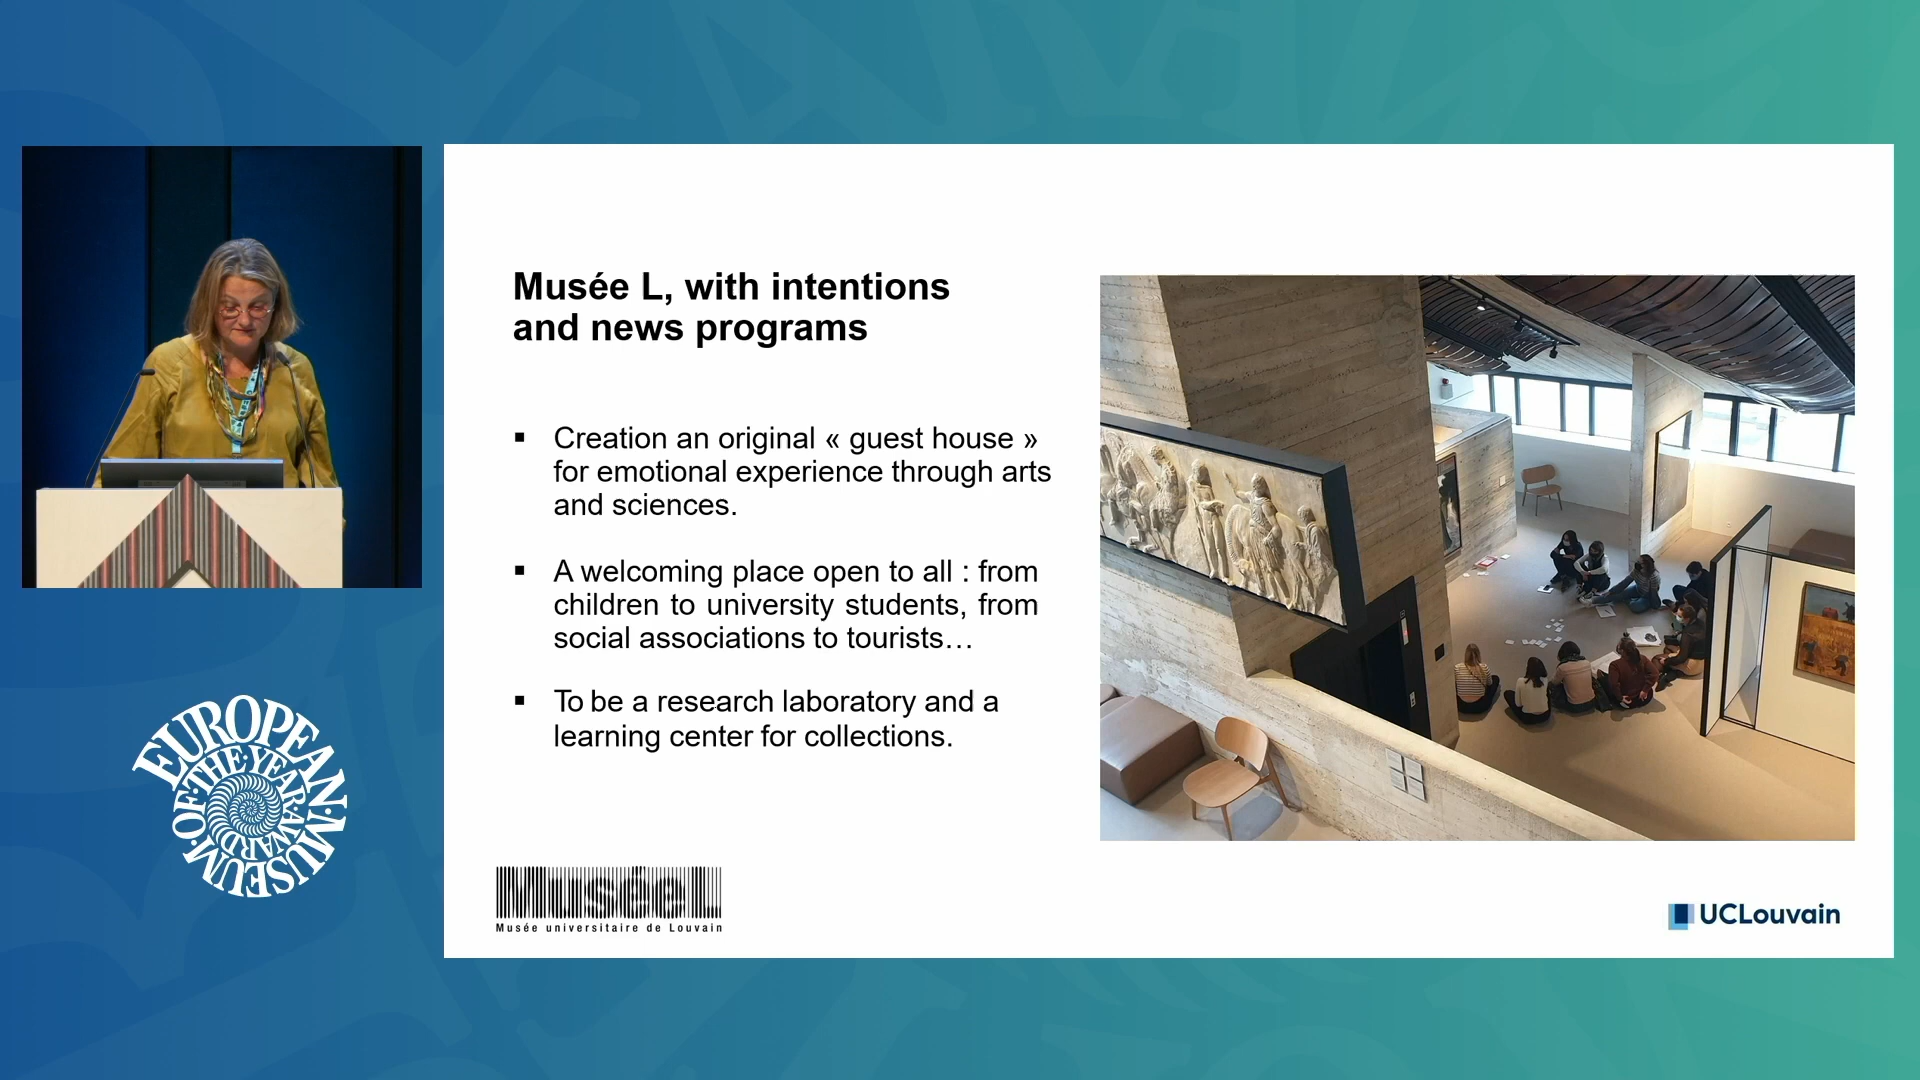 Musée L, with intentions
and news programs
▪ Creation an original « guest house »
for emotional experience through arts
and sciences.
▪ A welcoming place open to all : from
children to university students, from
social associations to tourists…
▪ To be a research laboratory and a
learning center for collections.
EUROPEAN·MUSEUM·OF·THE·YEAR·AWARD
MuséeL
Musée universitaire de Louvain
UCLouvain